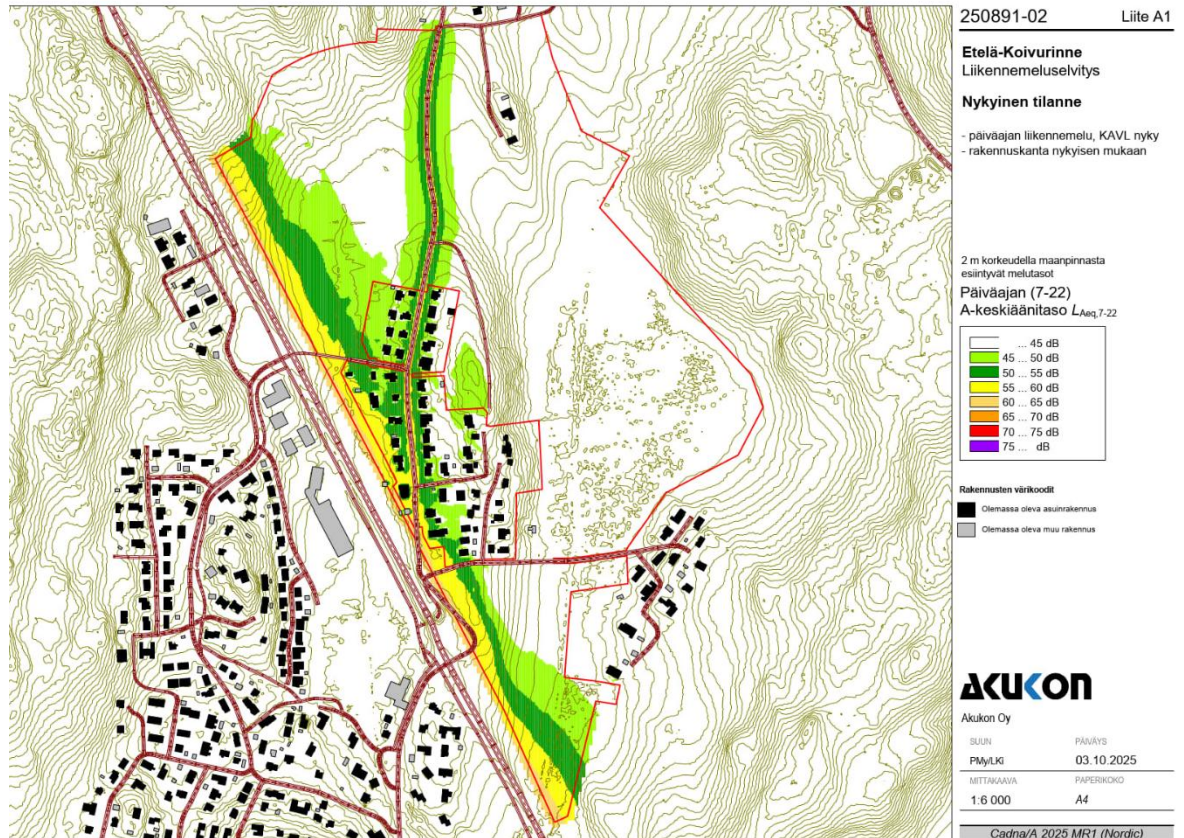 250891-02 Liite A1
Etelä-Koivurinne
Liikennemeluselvitys
Nykyinen tilanne
- päiväajan liikennemelu, KAVL nyky
- rakennuskanta nykyisen mukaan
2 m korkeudella maanpinnasta
esiintyvät melutasot
Päiväajan (7-22)
A-keskiäänitaso LAeq,7-22
... 45 dB
45 ... 50 dB
50 ... 55 dB
55 ... 60 dB
60 ... 65 dB
65 ... 70 dB
70 ... 75 dB
75 ... dB
Rakennusten värikoodit
Olemassa oleva asuinrakennus
Olemassa oleva muu rakennus
AKUKON
Akukon Oy
SUUN PÄIVÄYS
PMy/LKi 03.10.2025
MITTAKAAVA PAPERIKOKO
1:6 000 A4
Cadna/A 2025 MR1 (Nordic)